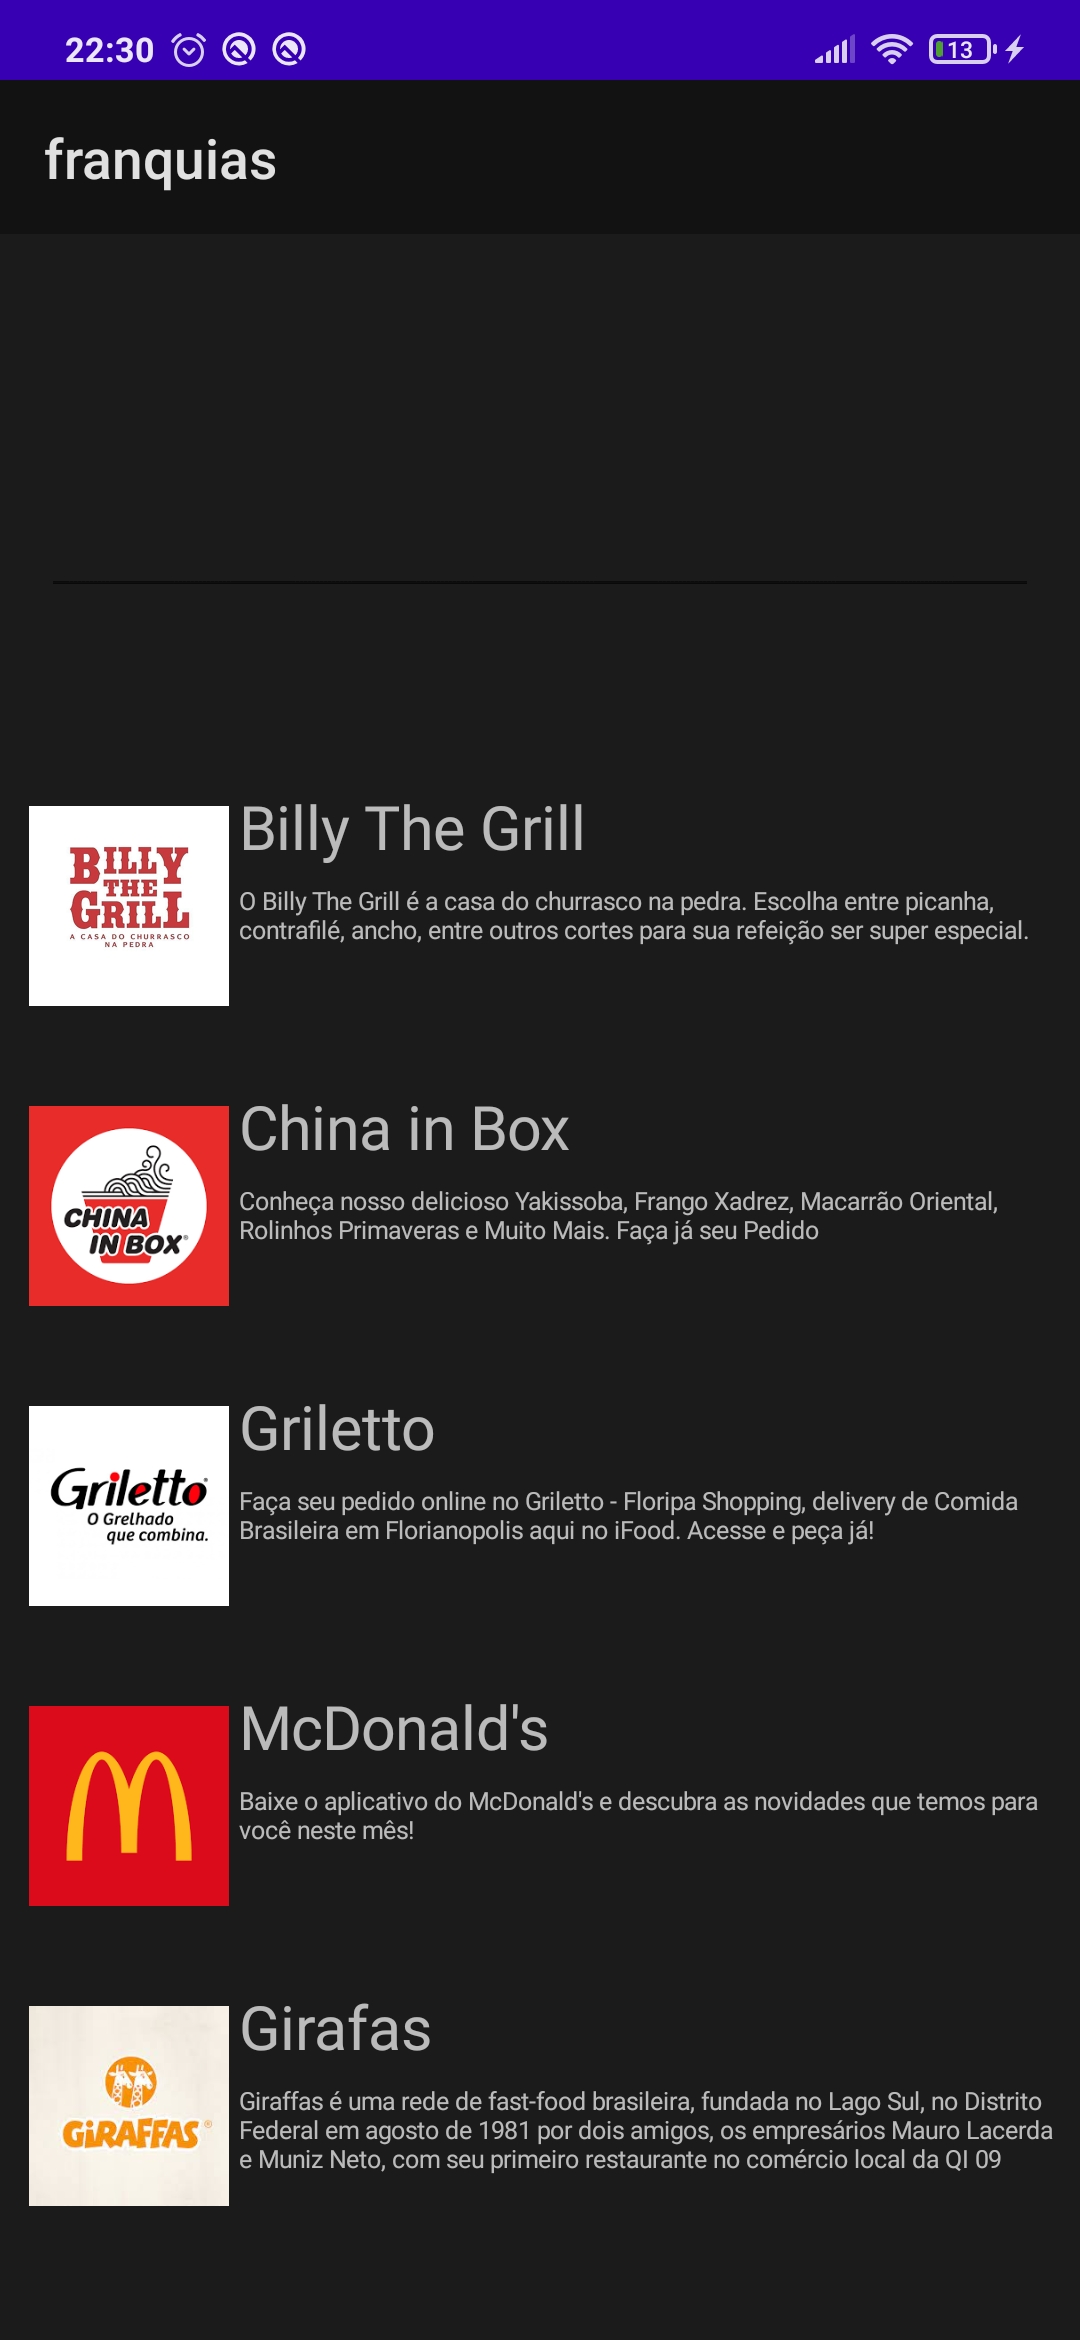 22:30
13
franquias
BILLY
THE
GRILL
A CASA DO CHURRASCO
NA PEDRA
Billy The Grill
O Billy The Grill é a casa do churrasco na pedra. Escolha entre picanha,
contrafilé, ancho, entre outros cortes para sua refeição ser super especial.
CHINA
IN BOX®
China in Box
Conheça nosso delicioso Yakissoba, Frango Xadrez, Macarrão Oriental,
Rolinhos Primaveras e Muito Mais. Faça já seu Pedido
Griletto
O Grelhado
que combina.
Griletto
Faça seu pedido online no Griletto - Floripa Shopping, delivery de Comida
Brasileira em Florianopolis aqui no iFood. Acesse e peça já!
McDonald's
Baixe o aplicativo do McDonald's e descubra as novidades que temos para
você neste mês!
GiRAFFAS®
Girafas
Giraffas é uma rede de fast-food brasileira, fundada no Lago Sul, no Distrito
Federal em agosto de 1981 por dois amigos, os empresários Mauro Lacerda
e Muniz Neto, com seu primeiro restaurante no comércio local da QI 09